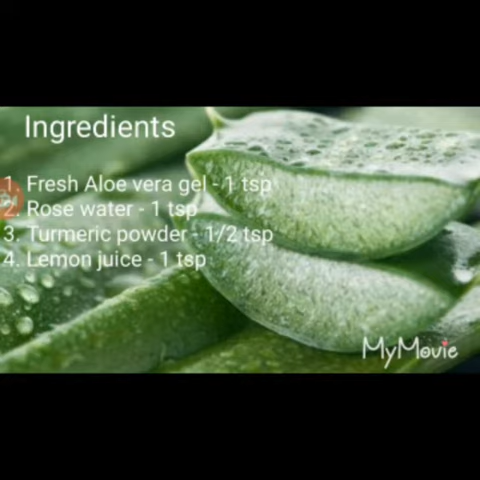 Ingredients
1. Fresh Aloe vera gel - 1 tsp
2. Rose water - 1 tsp
3. Turmeric powder - 1/2 tsp
4. Lemon juice - 1 tsp
MyMovie